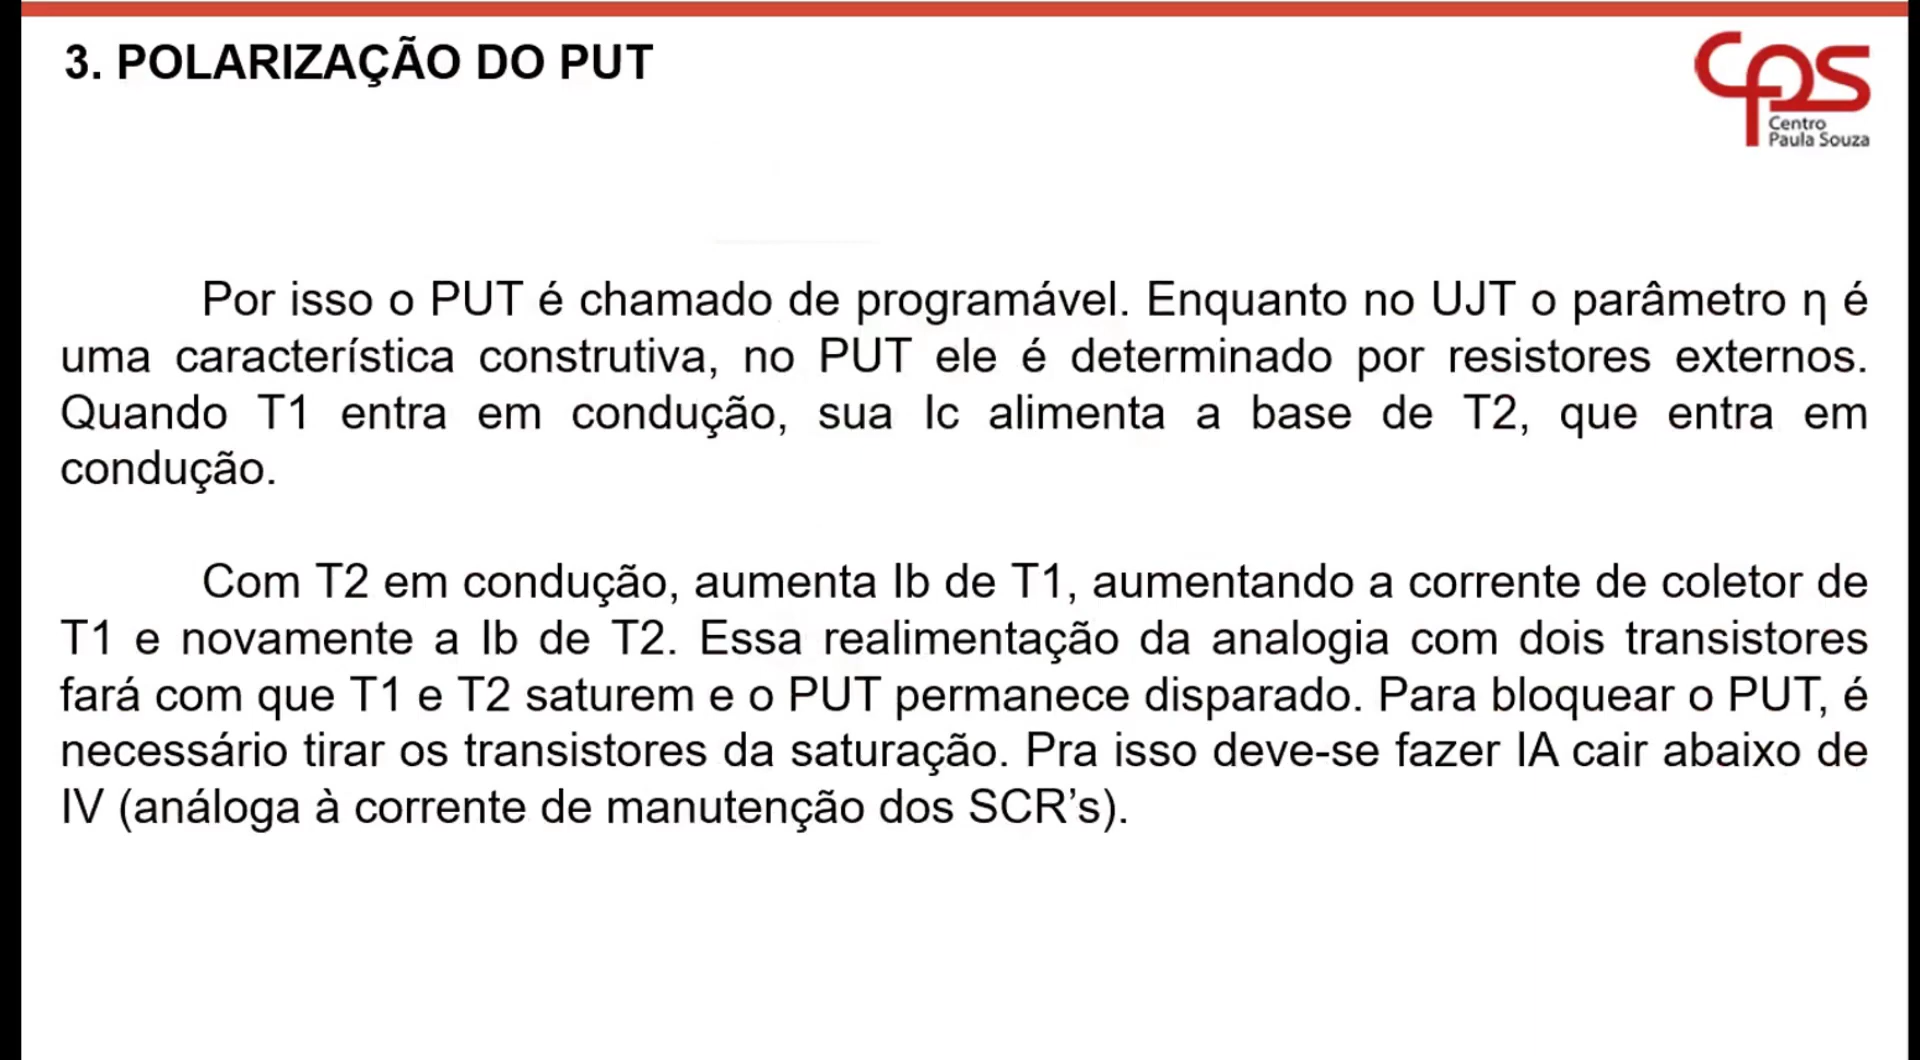 3. POLARIZAÇÃO DO PUT
CPS
Centro
Paula Souza
Por isso o PUT é chamado de programável. Enquanto no UJT o parâmetro η é
uma característica construtiva, no PUT ele é determinado por resistores externos.
Quando T1 entra em condução, sua Ic alimenta a base de T2, que entra em
condução.
Com T2 em condução, aumenta Ib de T1, aumentando a corrente de coletor de
T1 e novamente a Ib de T2. Essa realimentação da analogia com dois transistores
fará com que T1 e T2 saturem e o PUT permanece disparado. Para bloquear o PUT, é
necessário tirar os transistores da saturação. Pra isso deve-se fazer IA cair abaixo de
IV (análoga à corrente de manutenção dos SCR’s).